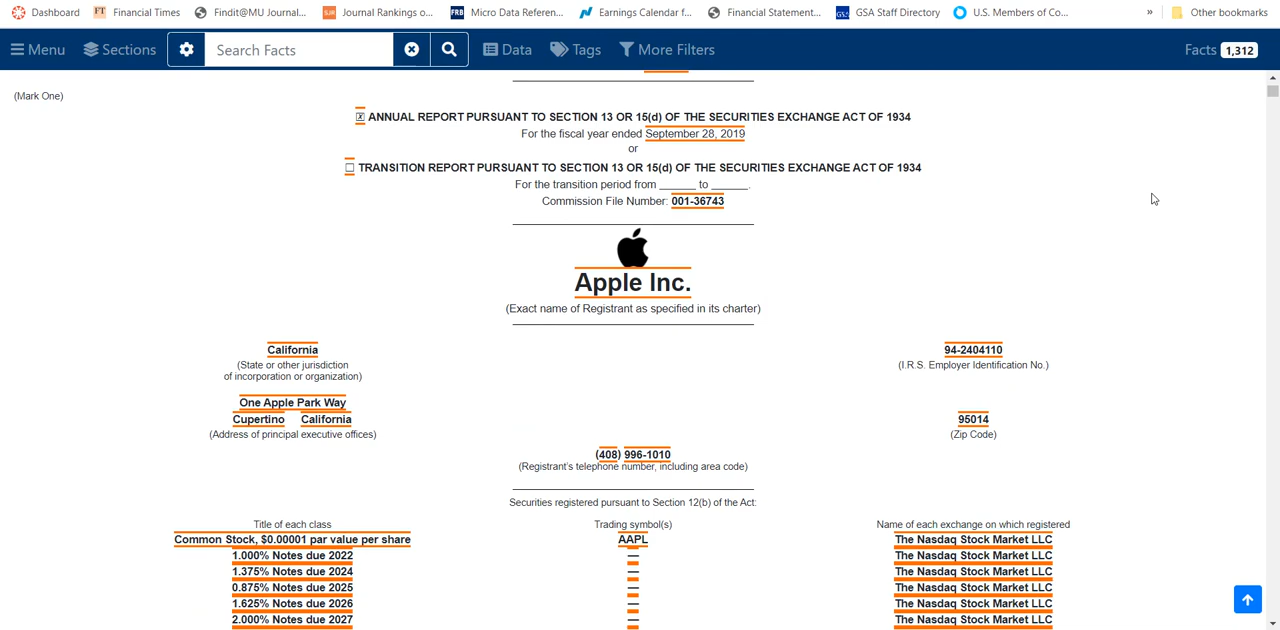 Dashboard FT Financial Times Findit@MU Journal... SJR Journal Rankings o... FRB Micro Data Referen... Earnings Calendar f... Financial Statement... GSA Staff Directory U.S. Members of Co... » Other bookmarks
Menu Sections Search Facts Data Tags More Filters Facts 1,312
(Mark One)
☒ ANNUAL REPORT PURSUANT TO SECTION 13 OR 15(d) OF THE SECURITIES EXCHANGE ACT OF 1934
For the fiscal year ended September 28, 2019
or
☐ TRANSITION REPORT PURSUANT TO SECTION 13 OR 15(d) OF THE SECURITIES EXCHANGE ACT OF 1934
For the transition period from ______ to ______.
Commission File Number: 001-36743
Apple Inc.
(Exact name of Registrant as specified in its charter)
California 94-2404110
(State or other jurisdiction (I.R.S. Employer Identification No.)
of incorporation or organization)
One Apple Park Way
Cupertino California 95014
(Address of principal executive offices) (Zip Code)
(408) 996-1010
(Registrant's telephone number, including area code)
Securities registered pursuant to Section 12(b) of the Act:
Title of each class Trading symbol(s) Name of each exchange on which registered
Common Stock, $0.00001 par value per share AAPL The Nasdaq Stock Market LLC
1.000% Notes due 2022 — The Nasdaq Stock Market LLC
1.375% Notes due 2024 — The Nasdaq Stock Market LLC
0.875% Notes due 2025 — The Nasdaq Stock Market LLC
1.625% Notes due 2026 — The Nasdaq Stock Market LLC
2.000% Notes due 2027 — The Nasdaq Stock Market LLC